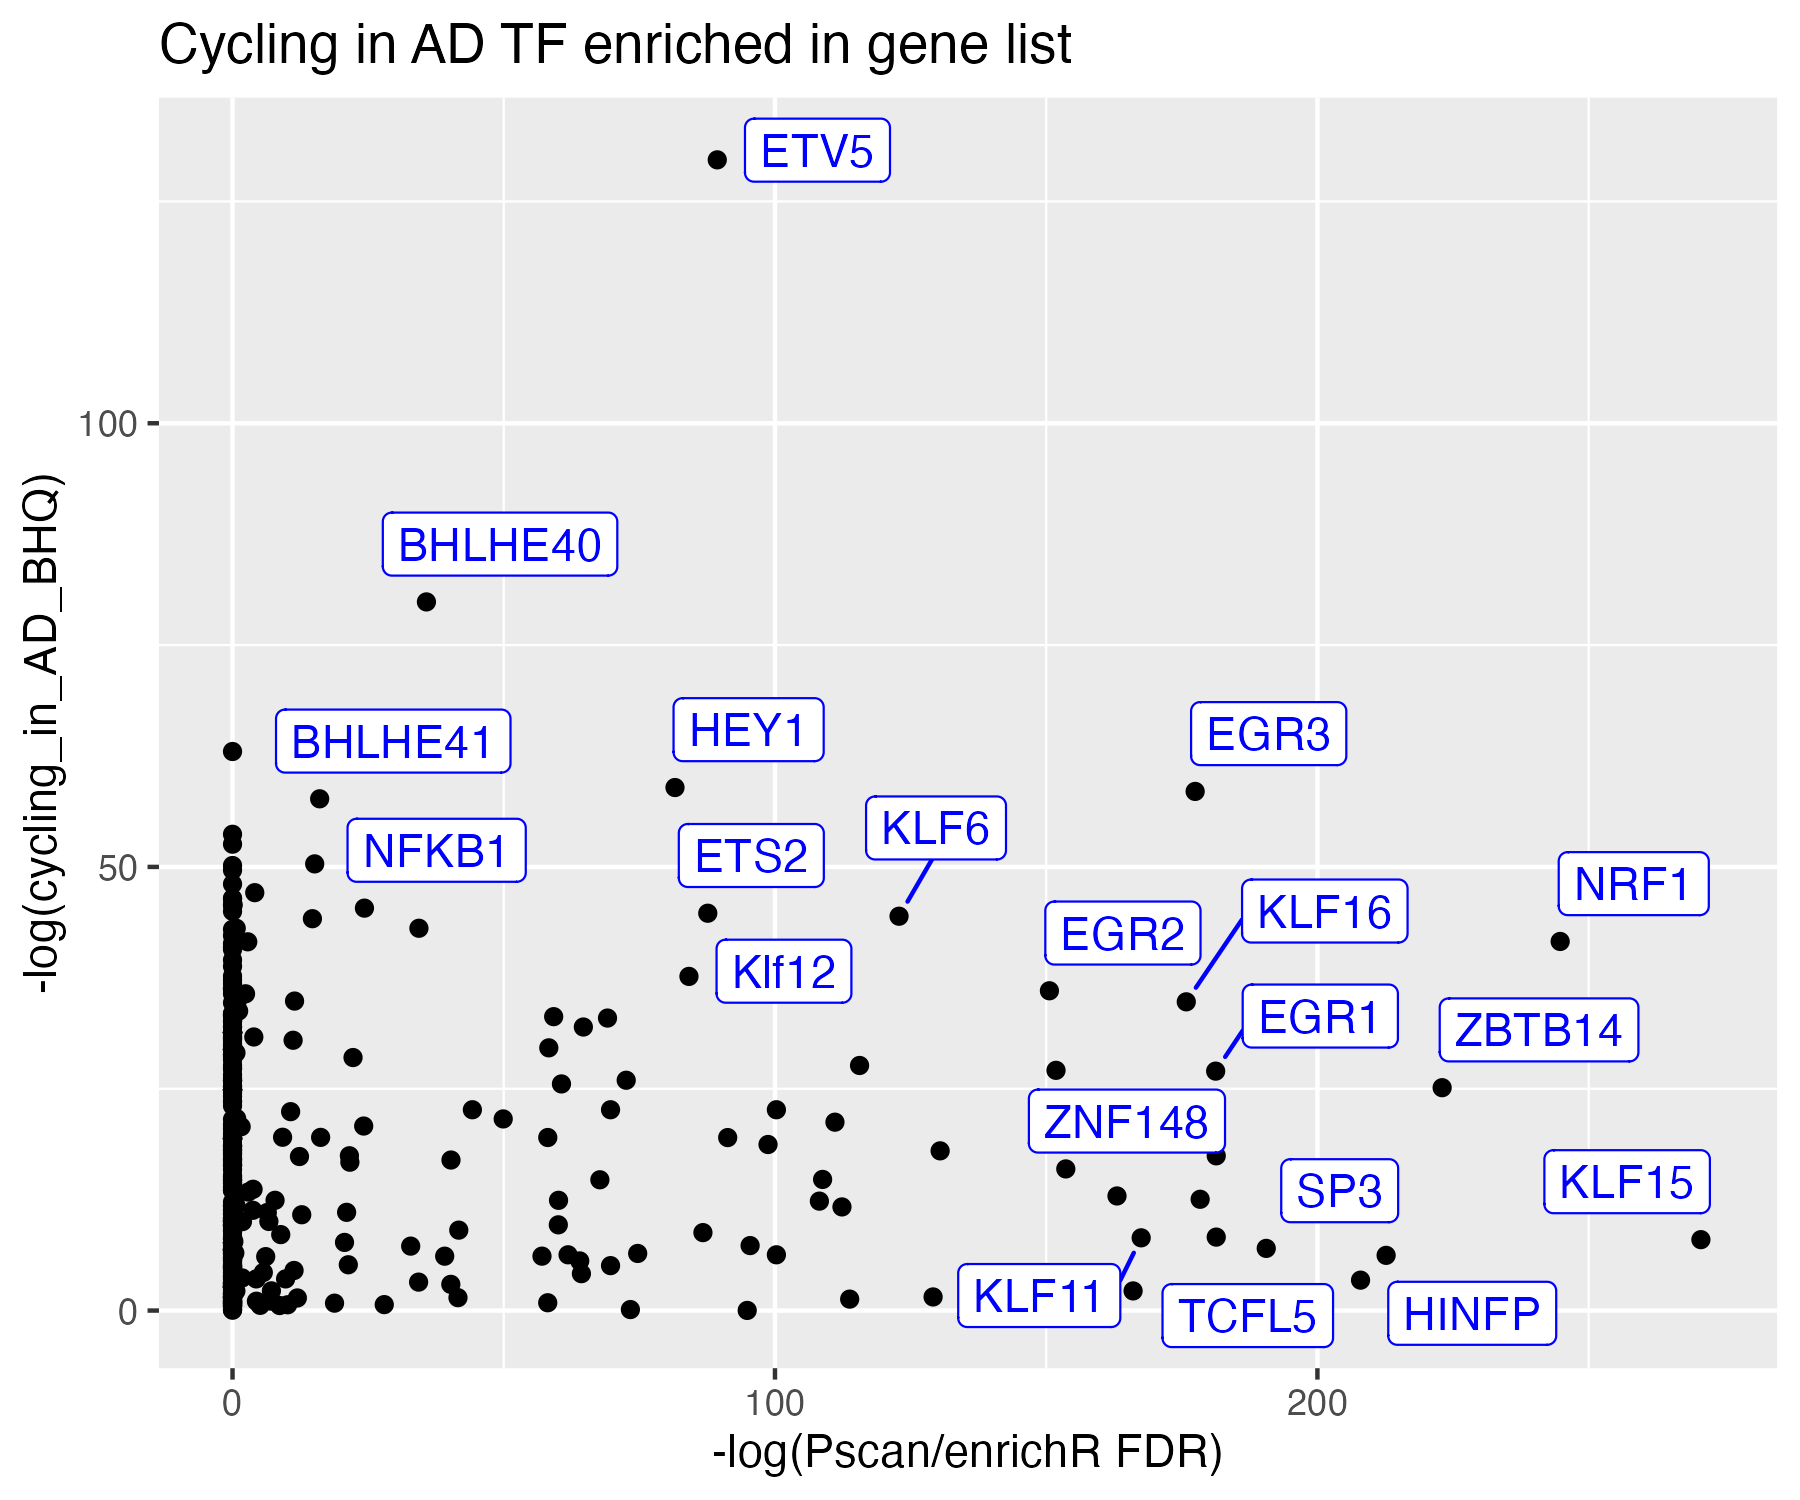 Cycling in AD TF enriched in gene list
ETV5
100
BHLHE40
-log(cycling_in_AD_BHQ)
BHLHE41
HEY1
EGR3
NFKB1
ETS2
KLF6
50
NRF1
EGR2
KLF16
Klf12
EGR1
ZBTB14
ZNF148
SP3
KLF15
KLF11
TCFL5
HINFP
0
0
100
200
-log(Pscan/enrichR FDR)